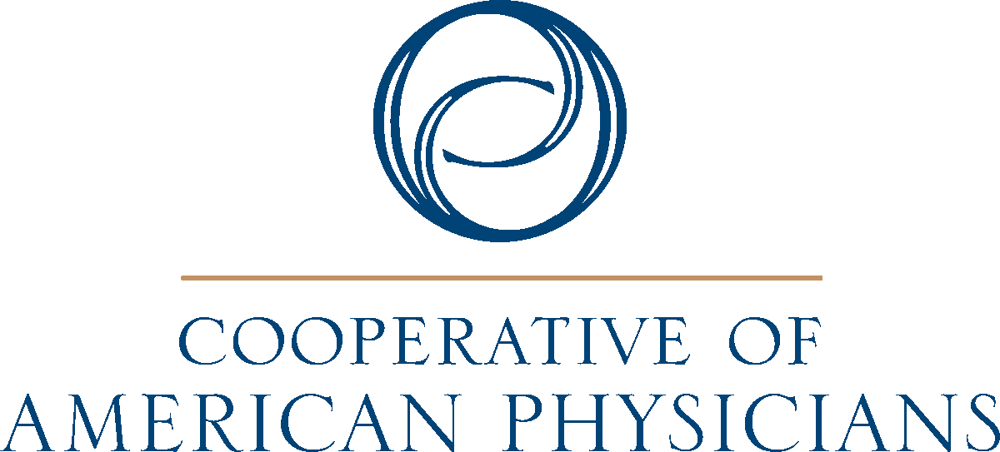 COOPERATIVE OF
AMERICAN PHYSICIANS